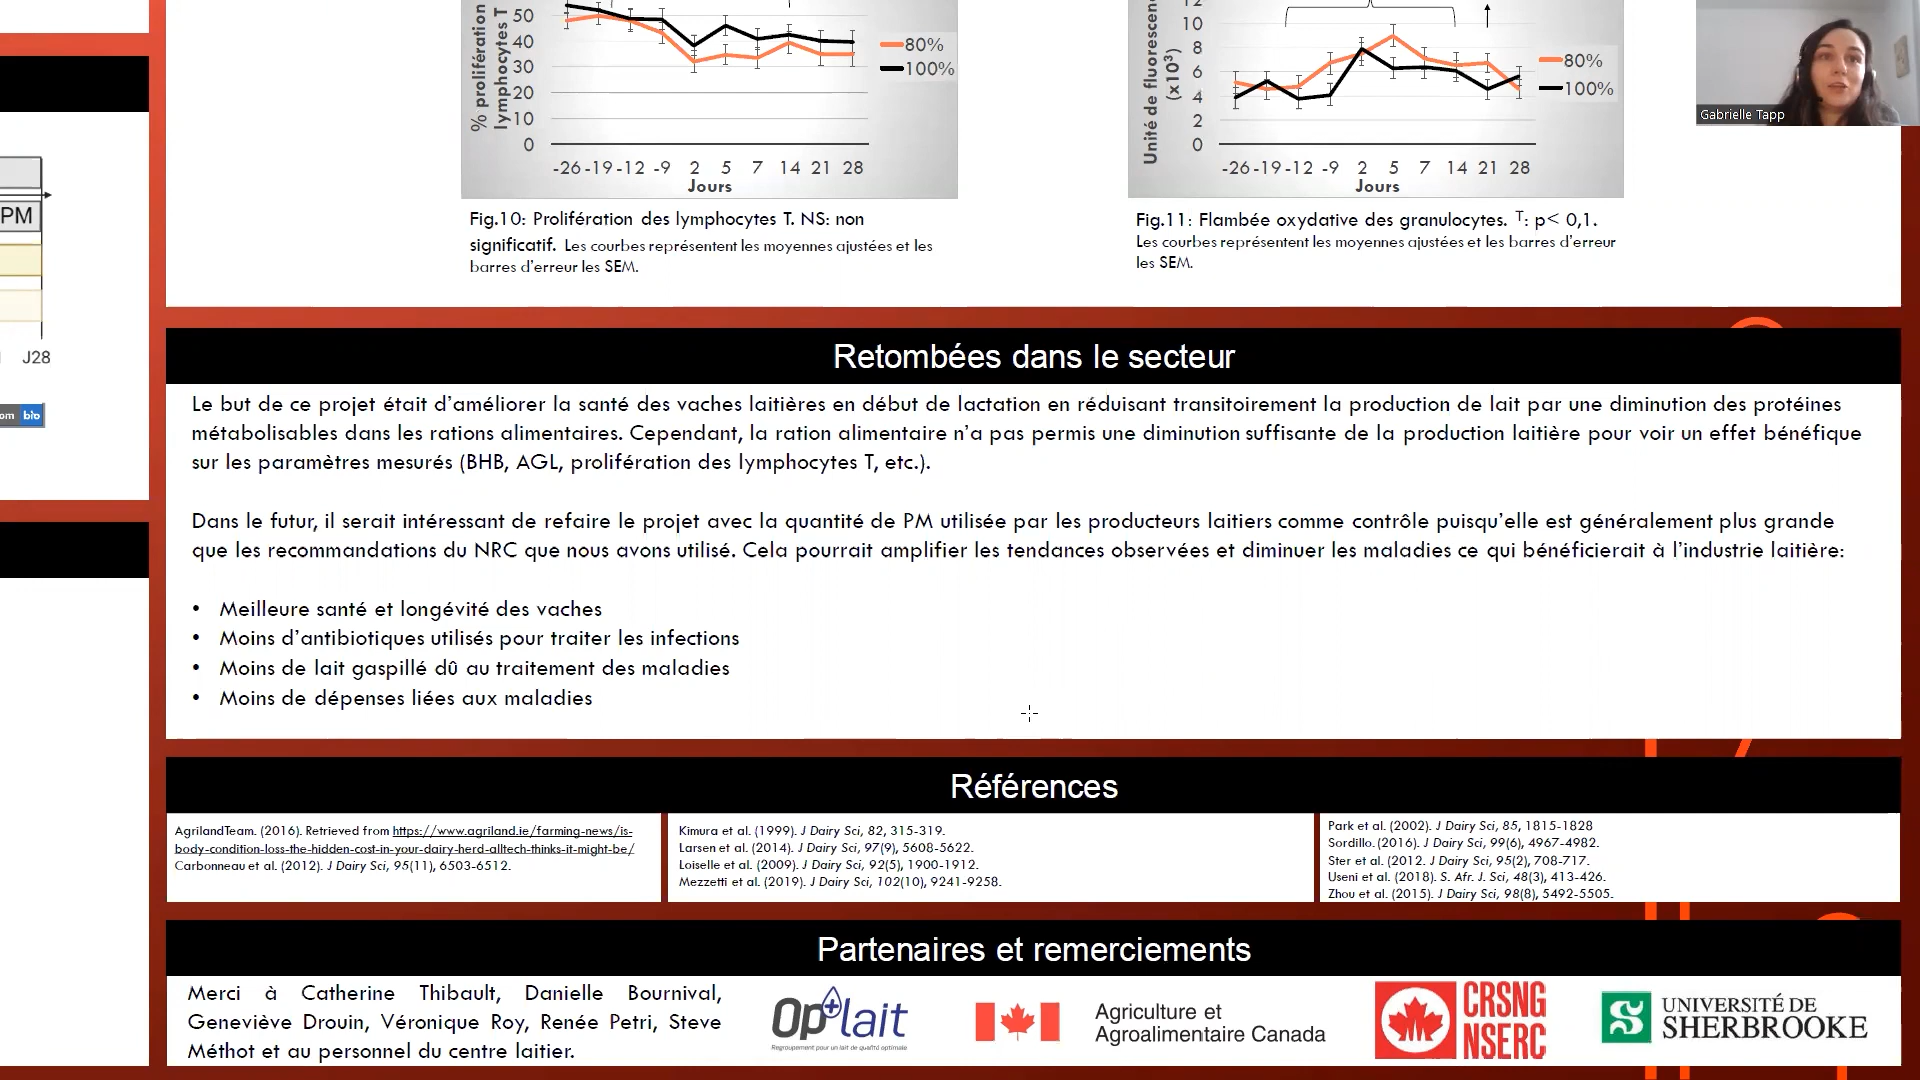 % prolifération
lymphocytes T
50
40
30
20
10
0
-26 -19 -12 -9 2 5 7 14 21 28
Jours
80%
100%
Unité de fluorescen
(x 10³)
12
10
8
6
4
2
0
-26 -19 -12 -9 2 5 7 14 21 28
Jours
80%
100%
Gabrielle Tapp
Fig.10: Prolifération des lymphocytes T. NS: non
significatif. Les courbes représentent les moyennes ajustées et les
barres d’erreur les SEM.
Fig.11: Flambée oxydative des granulocytes. ᵀ: p< 0,1.
Les courbes représentent les moyennes ajustées et les barres d’erreur
les SEM.
PM
J28
om bio
Retombées dans le secteur
Le but de ce projet était d’améliorer la santé des vaches laitières en début de lactation en réduisant transitoirement la production de lait par une diminution des protéines
métabolisables dans les rations alimentaires. Cependant, la ration alimentaire n’a pas permis une diminution suffisante de la production laitière pour voir un effet bénéfique
sur les paramètres mesurés (BHB, AGL, prolifération des lymphocytes T, etc.).
Dans le futur, il serait intéressant de refaire le projet avec la quantité de PM utilisée par les producteurs laitiers comme contrôle puisqu’elle est généralement plus grande
que les recommandations du NRC que nous avons utilisé. Cela pourrait amplifier les tendances observées et diminuer les maladies ce qui bénéficierait à l’industrie laitière:
• Meilleure santé et longévité des vaches
• Moins d’antibiotiques utilisés pour traiter les infections
• Moins de lait gaspillé dû au traitement des maladies
• Moins de dépenses liées aux maladies
Références
AgrilandTeam. (2016). Retrieved from https://www.agriland.ie/farming-news/is-
body-condition-loss-the-hidden-cost-in-your-dairy-herd-alltech-thinks-it-might-be/
Carbonneau et al. (2012). J Dairy Sci, 95(11), 6503-6512.
Kimura et al. (1999). J Dairy Sci, 82, 315-319.
Larsen et al. (2014). J Dairy Sci, 97(9), 5608-5622.
Loiselle et al. (2009). J Dairy Sci, 92(5), 1900-1912.
Mezzetti et al. (2019). J Dairy Sci, 102(10), 9241-9258.
Park et al. (2002). J Dairy Sci, 85, 1815-1828
Sordillo. (2016). J Dairy Sci, 99(6), 4967-4982.
Ster et al. (2012. J Dairy Sci, 95(2), 708-717.
Useni et al. (2018). S. Afr. J. Sci, 48(3), 413-426.
Zhou et al. (2015). J Dairy Sci, 98(8), 5492-5505.
Partenaires et remerciements
Merci à Catherine Thibault, Danielle Bournival,
Geneviève Drouin, Véronique Roy, Renée Petri, Steve
Méthot et au personnel du centre laitier.
Op+lait
Regroupement pour un lait de qualité optimale
Agriculture et
Agroalimentaire Canada
CRSNG
NSERC
UNIVERSITÉ DE
SHERBROOKE